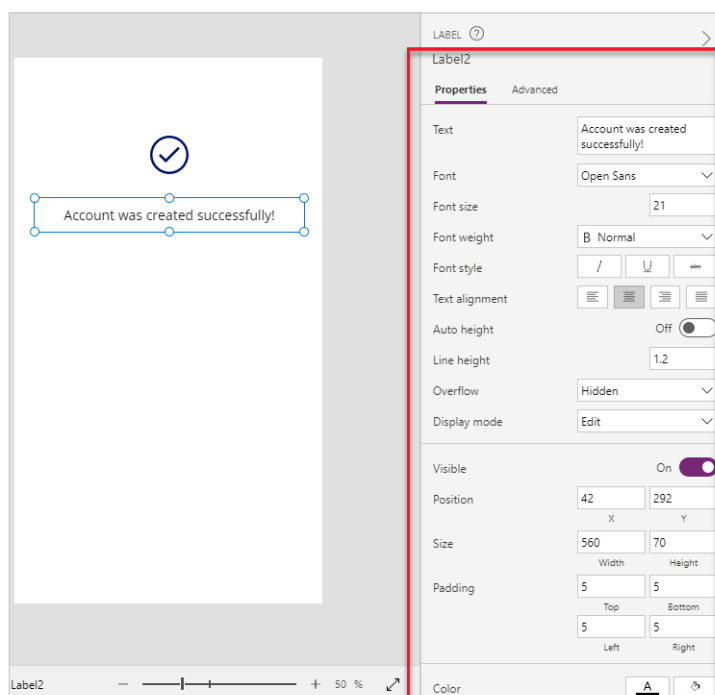 LABEL ?
Label2
Properties Advanced
Account was created successfully!
Text Account was created
successfully!
Font Open Sans
Font size 21
Font weight B Normal
Font style / U abc
Text alignment
Auto height Off
Line height 1.2
Overflow Hidden
Display mode Edit
Visible On
Position 42 292
X Y
Size 560 70
Width Height
Padding 5 5
Top Bottom
5 5
Left Right
Label2 50 %
Color A